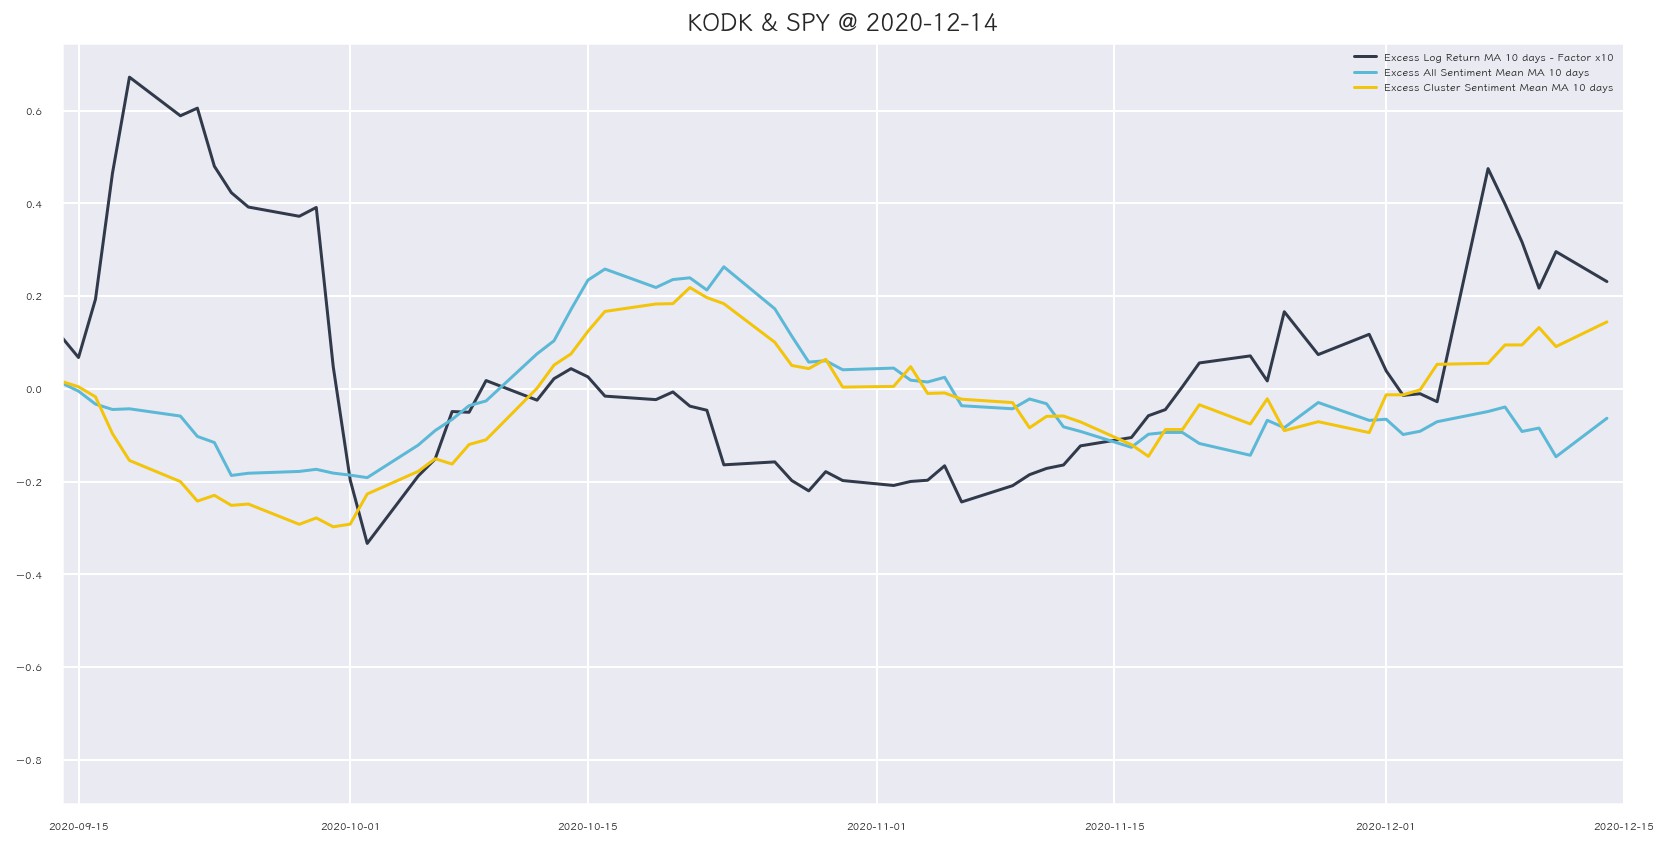 KODK & SPY @ 2020-12-14
Excess Log Return MA 10 days - Factor x10
Excess All Sentiment Mean MA 10 days
Excess Cluster Sentiment Mean MA 10 days
0.6
0.4
0.2
0.0
−0.2
−0.4
−0.6
−0.8
2020-09-15 2020-10-01 2020-10-15 2020-11-01 2020-11-15 2020-12-01 2020-12-15